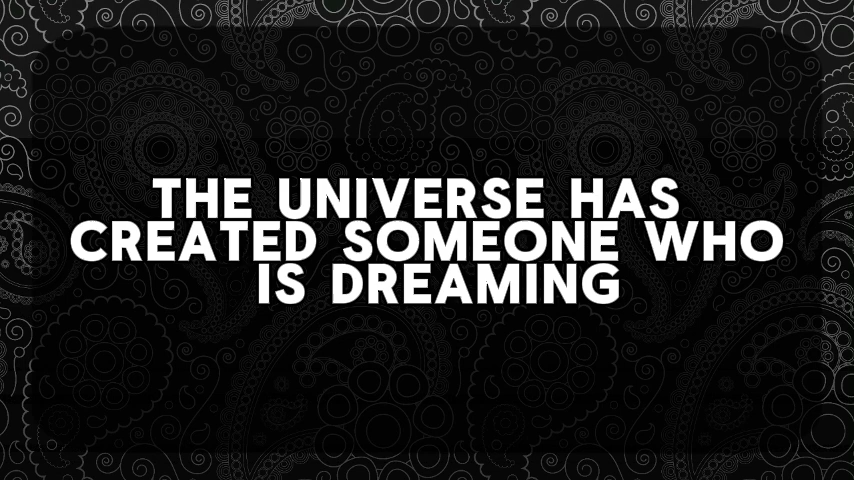 THE UNIVERSE HAS
CREATED SOMEONE WHO
IS DREAMING